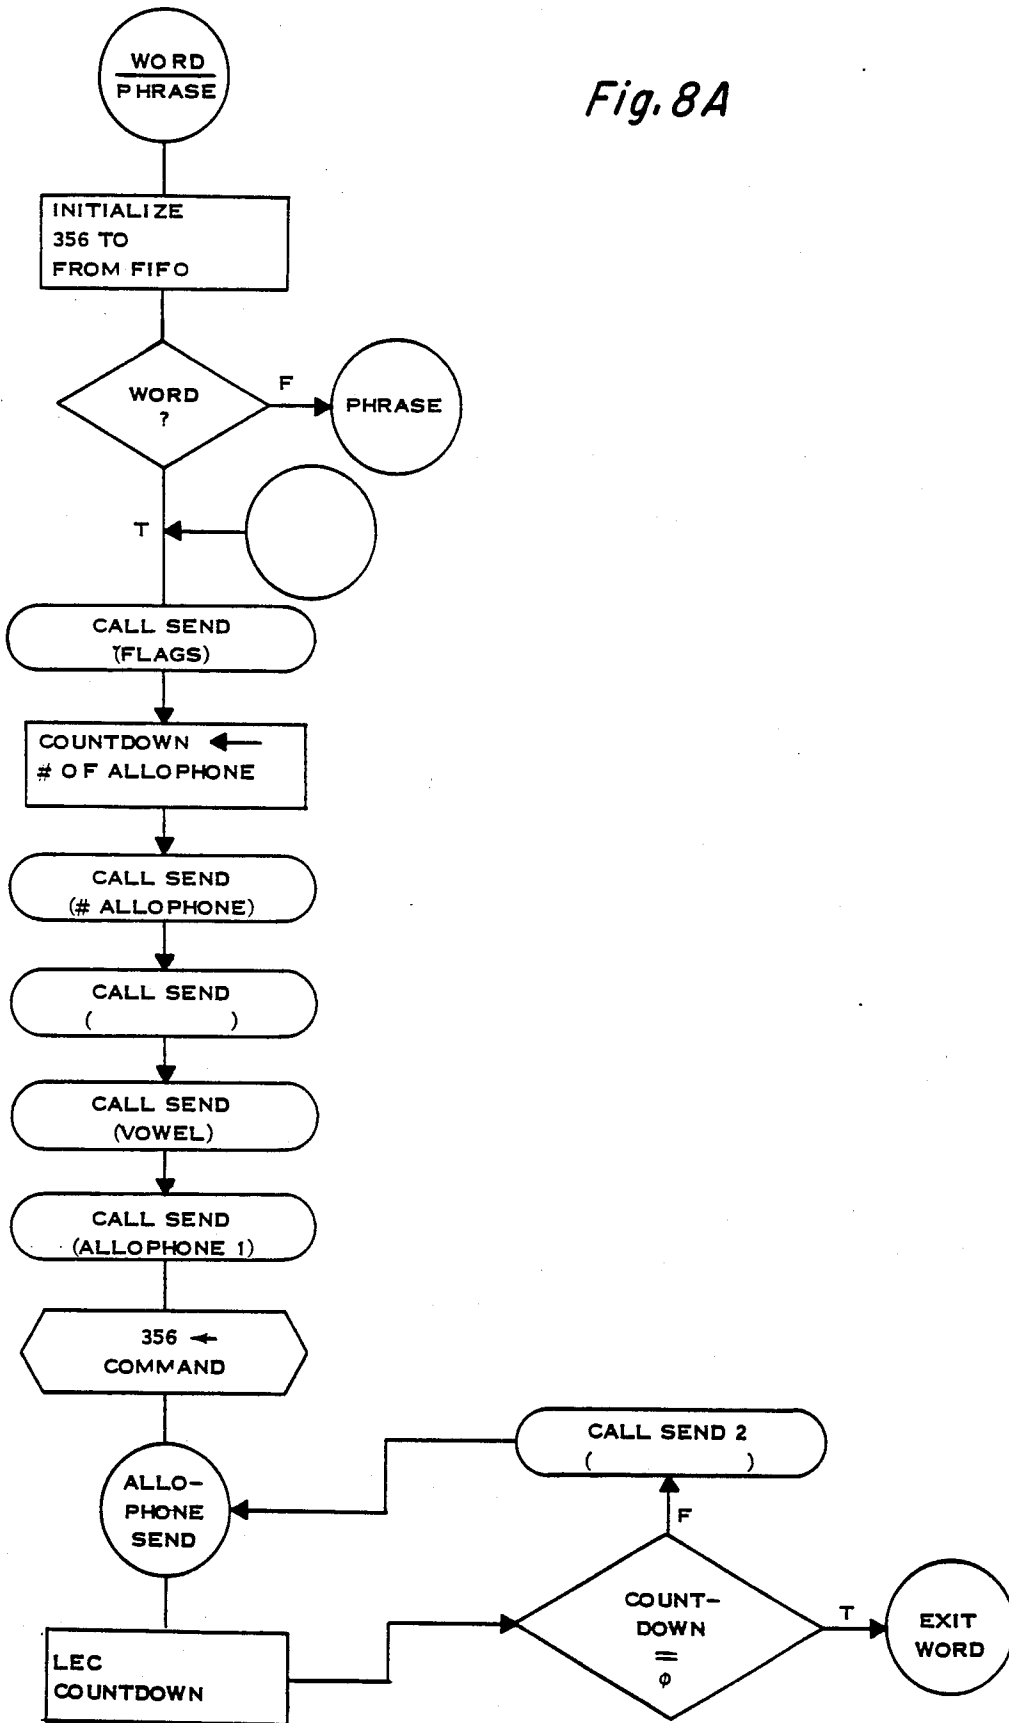 Fig. 8A
WORD
PHRASE
INITIALIZE
356 TO
FROM FIFO
WORD
?
F
PHRASE
T
CALL SEND
(FLAGS)
COUNTDOWN ←
# OF ALLOPHONE
CALL SEND
(# ALLOPHONE)
CALL SEND
( )
CALL SEND
(VOWEL)
CALL SEND
(ALLOPHONE 1)
356 ←
COMMAND
ALLO-
PHONE
SEND
CALL SEND 2
( )
F
LEC
COUNTDOWN
COUNT-
DOWN
=
φ
T
EXIT
WORD